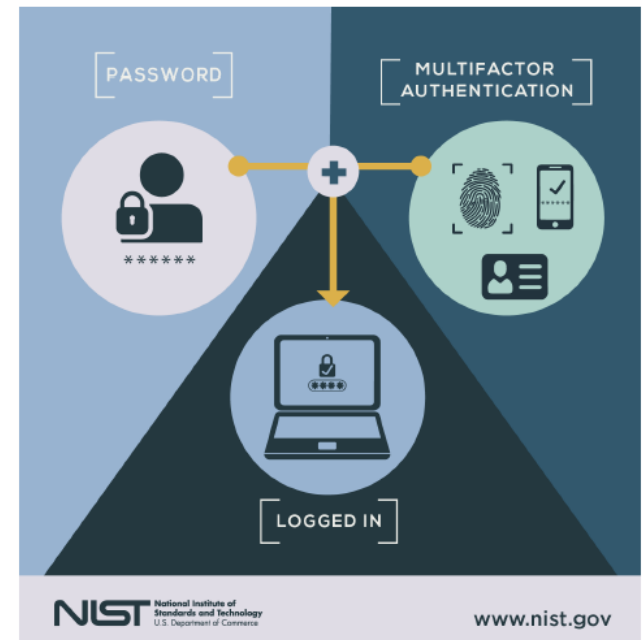 PASSWORD
MULTIFACTOR
AUTHENTICATION
******
****
LOGGED IN
NIST
National Institute of
Standards and Technology
U.S. Department of Commerce
www.nist.gov